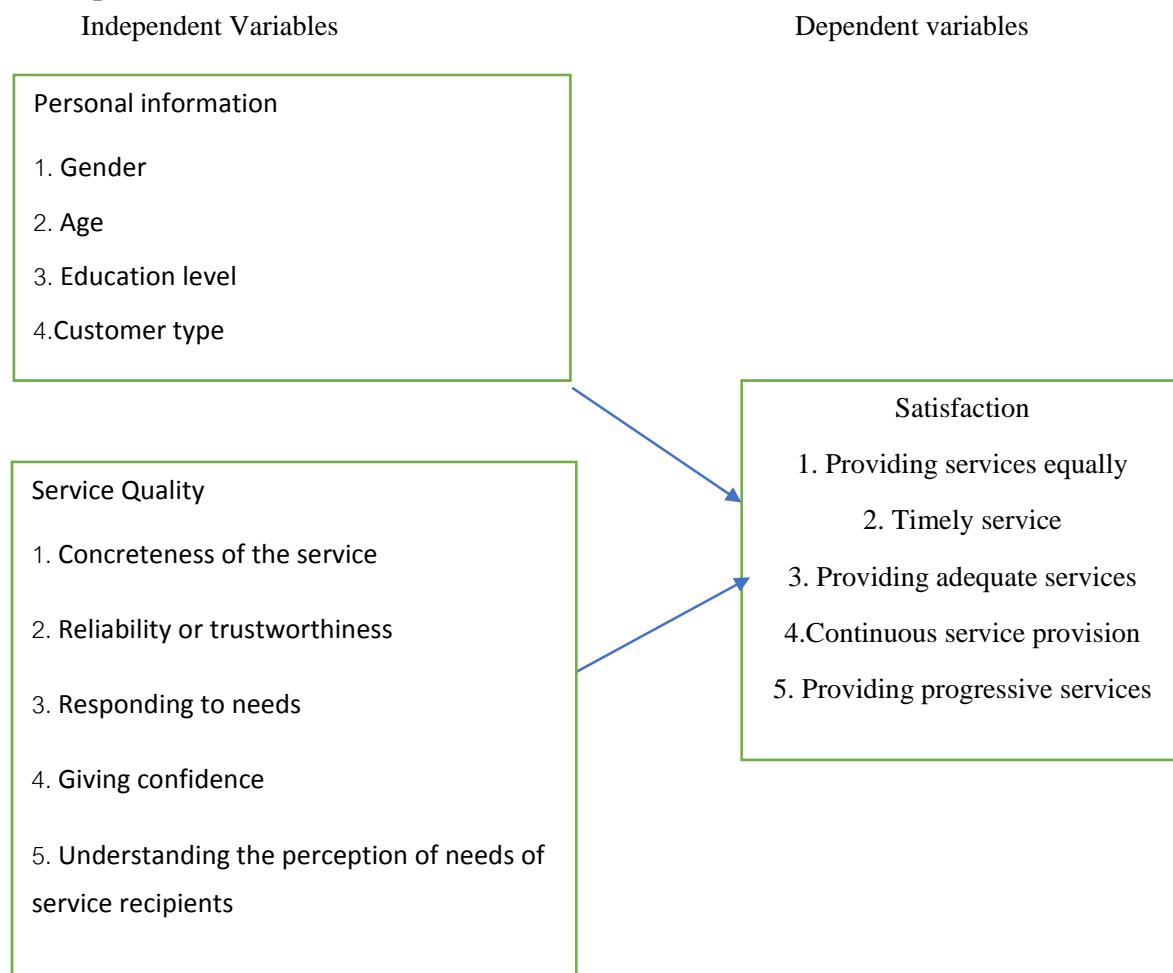 Independent Variables
Dependent variables
Personal information
1. Gender
2. Age
3. Education level
4.Customer type
Service Quality
1. Concreteness of the service
2. Reliability or trustworthiness
3. Responding to needs
4. Giving confidence
5. Understanding the perception of needs of
service recipients
Satisfaction
1. Providing services equally
2. Timely service
3. Providing adequate services
4.Continuous service provision
5. Providing progressive services